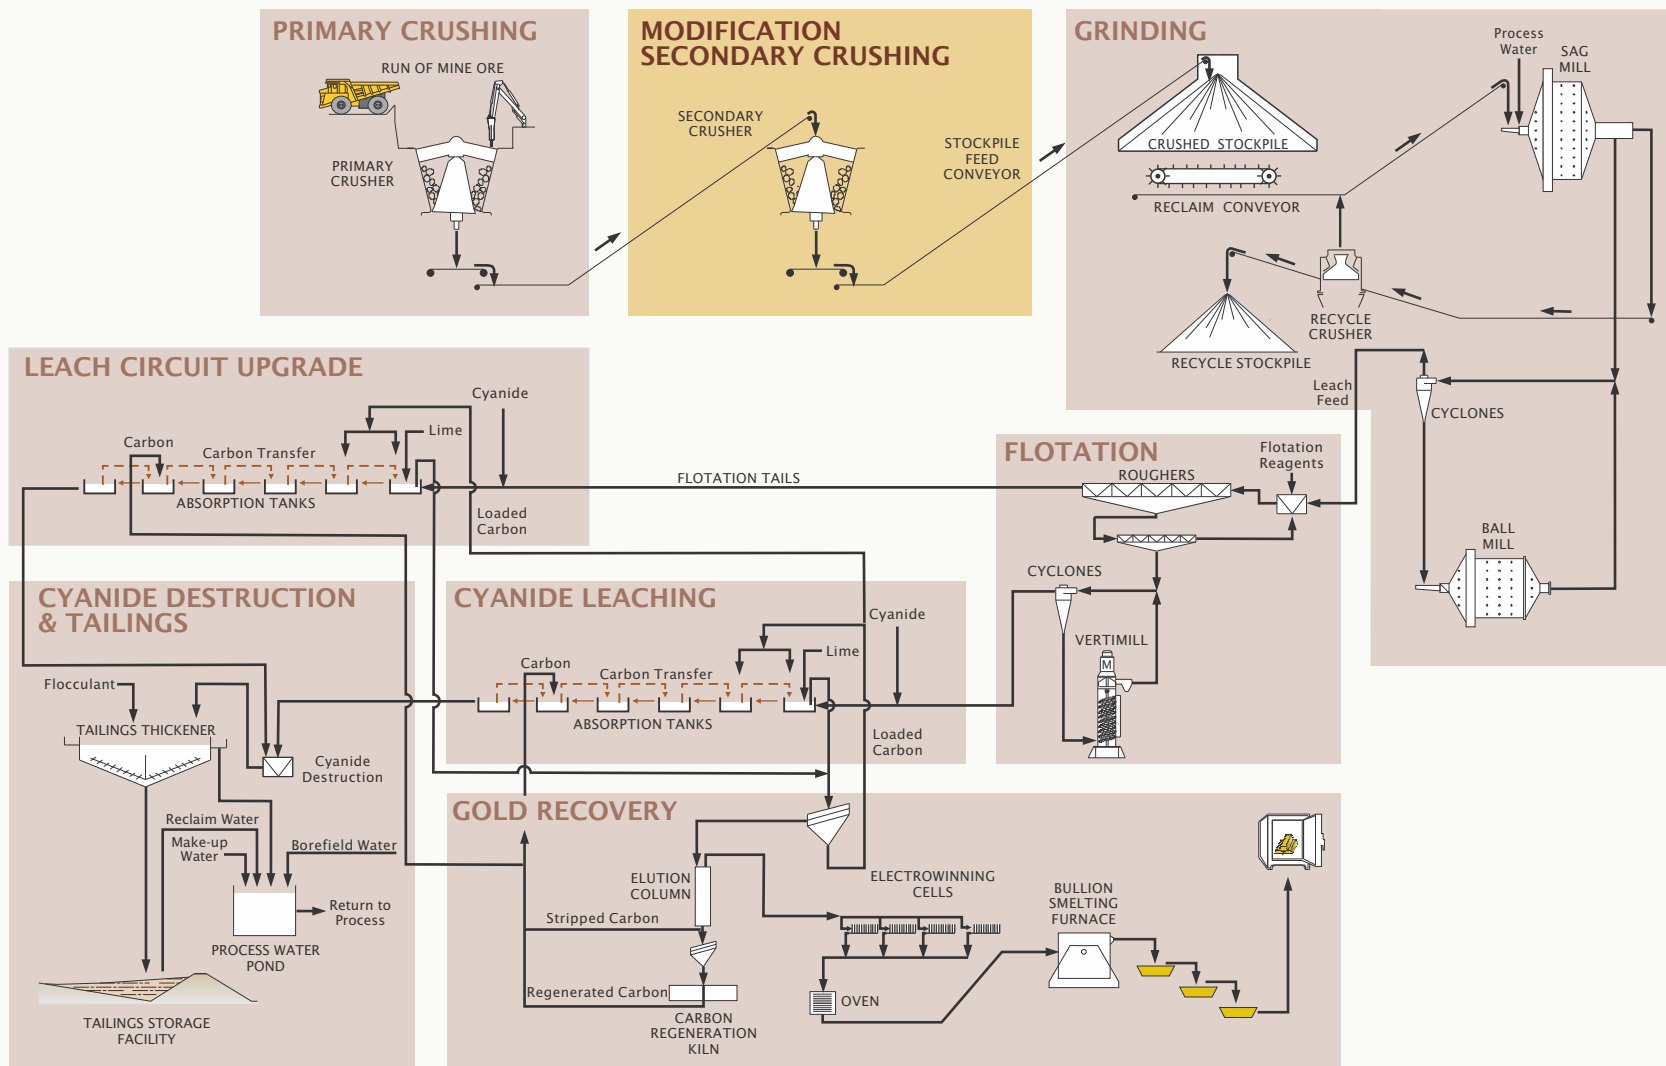 PRIMARY CRUSHING
RUN OF MINE ORE
PRIMARY
CRUSHER
MODIFICATION
SECONDARY CRUSHING
SECONDARY
CRUSHER
STOCKPILE
FEED
CONVEYOR
GRINDING
Process
Water
SAG
MILL
CRUSHED STOCKPILE
RECLAIM CONVEYOR
RECYCLE
CRUSHER
RECYCLE STOCKPILE
Leach
Feed
CYCLONES
BALL
MILL
LEACH CIRCUIT UPGRADE
Cyanide
Lime
Carbon
Carbon Transfer
ABSORPTION TANKS
Loaded
Carbon
FLOTATION TAILS
FLOTATION
Flotation
Reagents
ROUGHERS
CYCLONES
VERTIMILL
M
CYANIDE DESTRUCTION
& TAILINGS
Flocculant
TAILINGS THICKENER
Cyanide
Destruction
Reclaim Water
Make-up
Water
Borefield Water
Return to
Process
PROCESS WATER
POND
TAILINGS STORAGE
FACILITY
CYANIDE LEACHING
Cyanide
Lime
Carbon
Carbon Transfer
ABSORPTION TANKS
Loaded
Carbon
GOLD RECOVERY
ELUTION
COLUMN
Stripped Carbon
Regenerated Carbon
CARBON
REGENERATION
KILN
ELECTROWINNING
CELLS
OVEN
BULLION
SMELTING
FURNACE